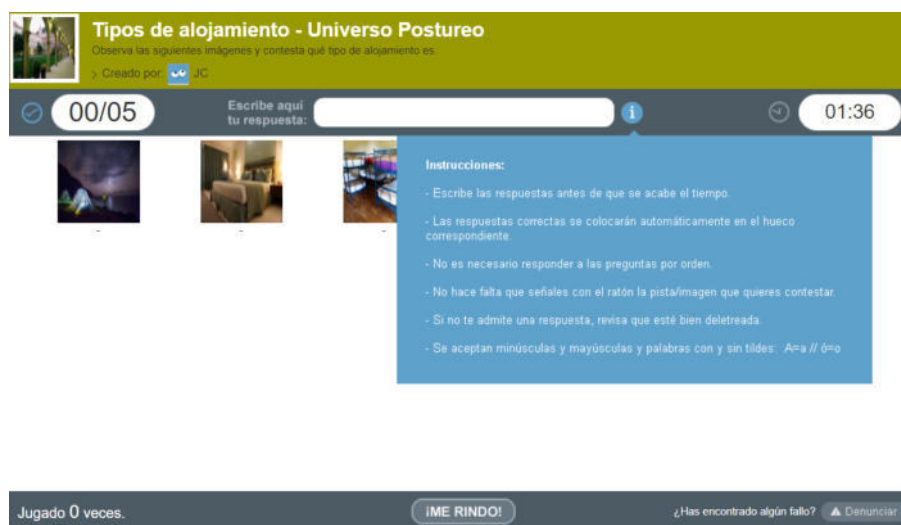 Tipos de alojamiento - Universo Postureo
Observa las siguientes imágenes y contesta qué tipo de alojamiento es.
> Creado por: JC
00/05
Escribe aquí
tu respuesta:
i
01:36
Instrucciones:
- Escribe las respuestas antes de que se acabe el tiempo.
- Las respuestas correctas se colocarán automáticamente en el hueco
correspondiente.
- No es necesario responder a las preguntas por orden.
- No hace falta que señales con el ratón la pista/imagen que quieres contestar.
- Si no te admite una respuesta, revisa que esté bien deletreada.
- Se aceptan minúsculas y mayúsculas y palabras con y sin tildes: A=a // ó=o
- - -
Jugado 0 veces.
¡ME RINDO!
¿Has encontrado algún fallo?
Denunciar